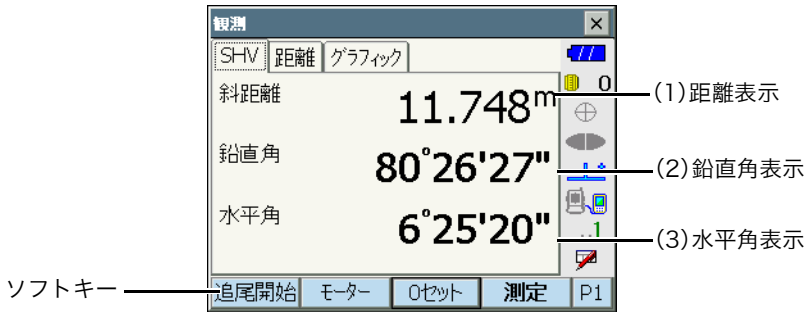 観測
SHV 距離 グラフィック
斜距離 11.748m
0
(1)距離表示
鉛直角 80°26'27"
(2)鉛直角表示
水平角 6°25'20"
1
(3)水平角表示
ソフトキー
追尾開始 モーター 0セット 測定 P1